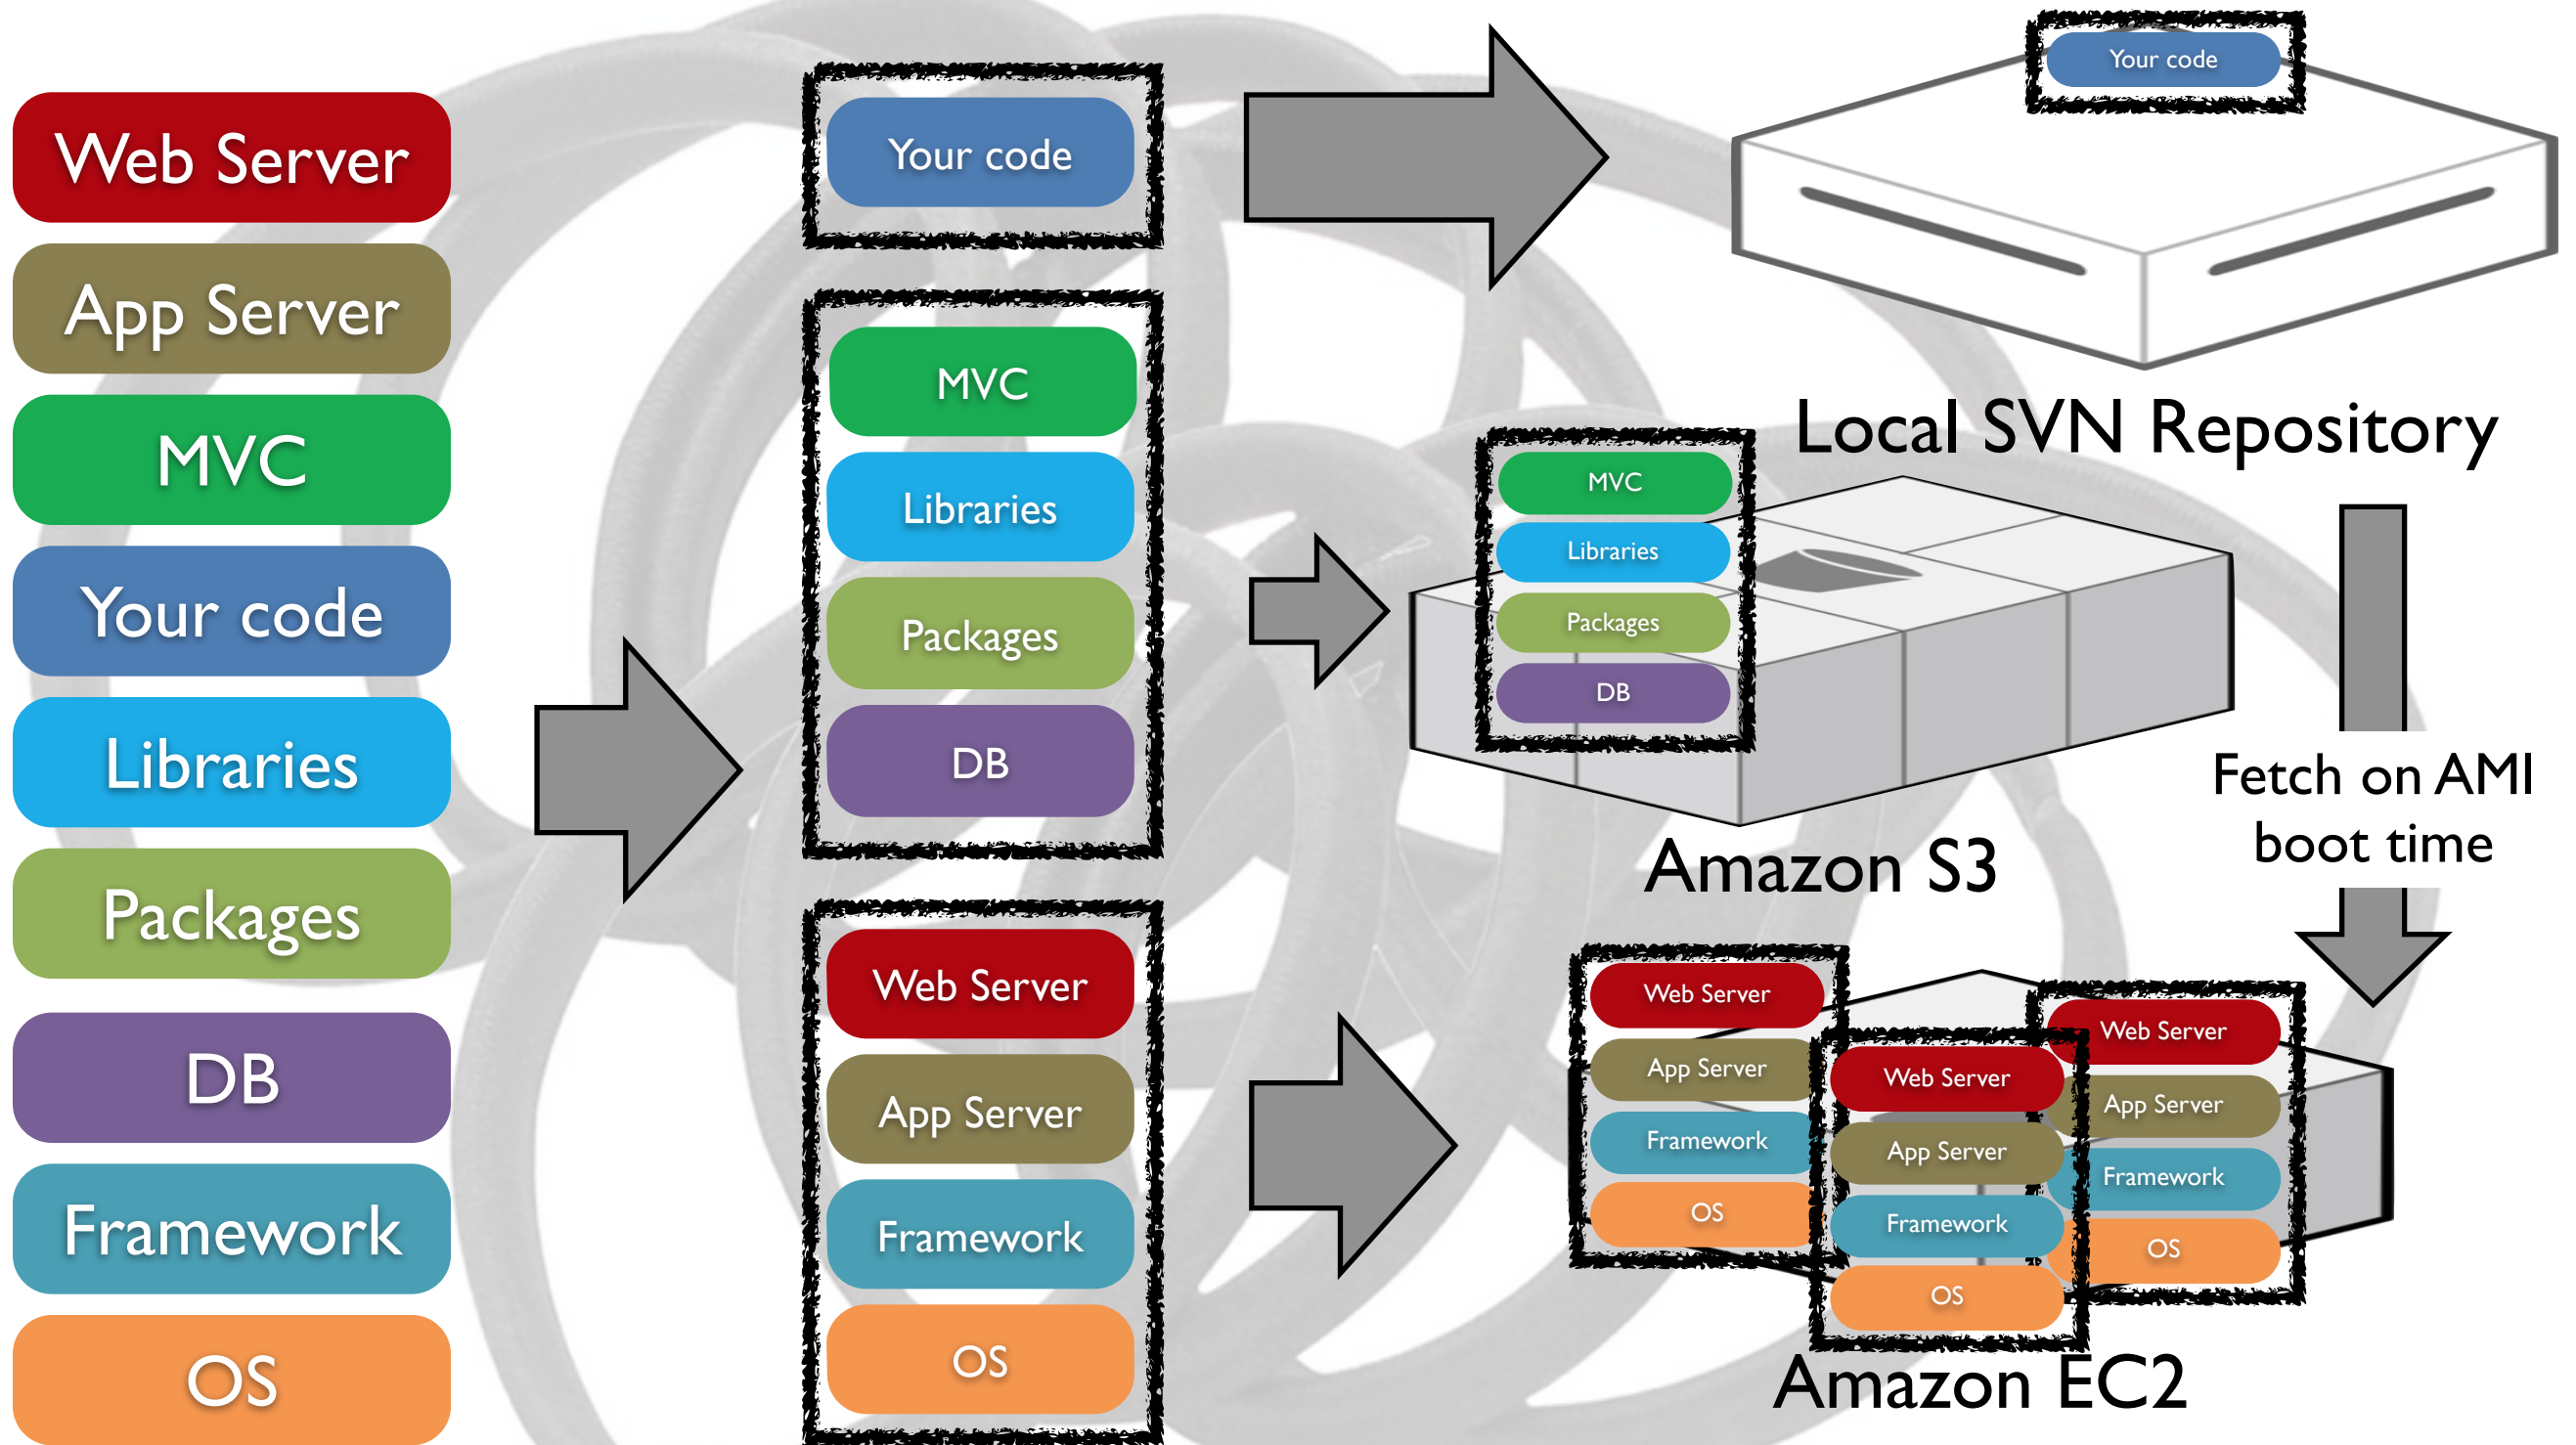 Web Server
App Server
MVC
Your code
Libraries
Packages
DB
Framework
OS
Your code
MVC
Libraries
Packages
DB
Web Server
App Server
Framework
OS
Your code
Local SVN Repository
MVC
Libraries
Packages
DB
Amazon S3
Fetch on AMI
boot time
Web Server
App Server
Framework
OS
Web Server
App Server
Framework
OS
Web Server
App Server
Framework
OS
Amazon EC2